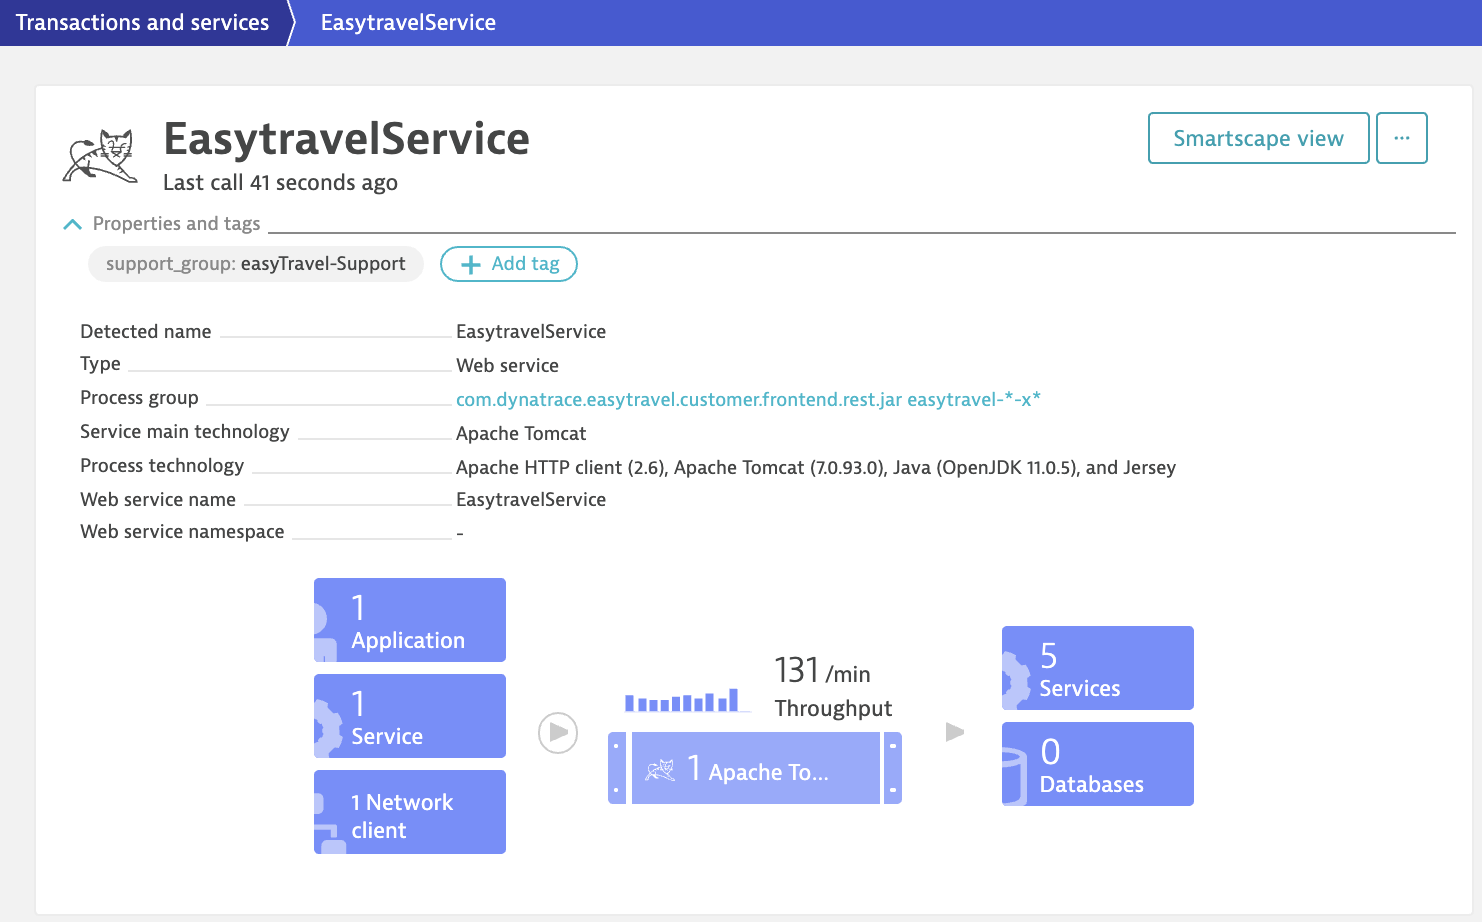 Transactions and services
EasytravelService
EasytravelService
Last call 41 seconds ago
Smartscape view
...
Properties and tags
support_group: easyTravel-Support
+ Add tag
Detected name EasytravelService
Type Web service
Process group com.dynatrace.easytravel.customer.frontend.rest.jar easytravel-*-x*
Service main technology Apache Tomcat
Process technology Apache HTTP client (2.6), Apache Tomcat (7.0.93.0), Java (OpenJDK 11.0.5), and Jersey
Web service name EasytravelService
Web service namespace -
1
Application
1
Service
1 Network
client
131 /min
Throughput
1 Apache To...
5
Services
0
Databases